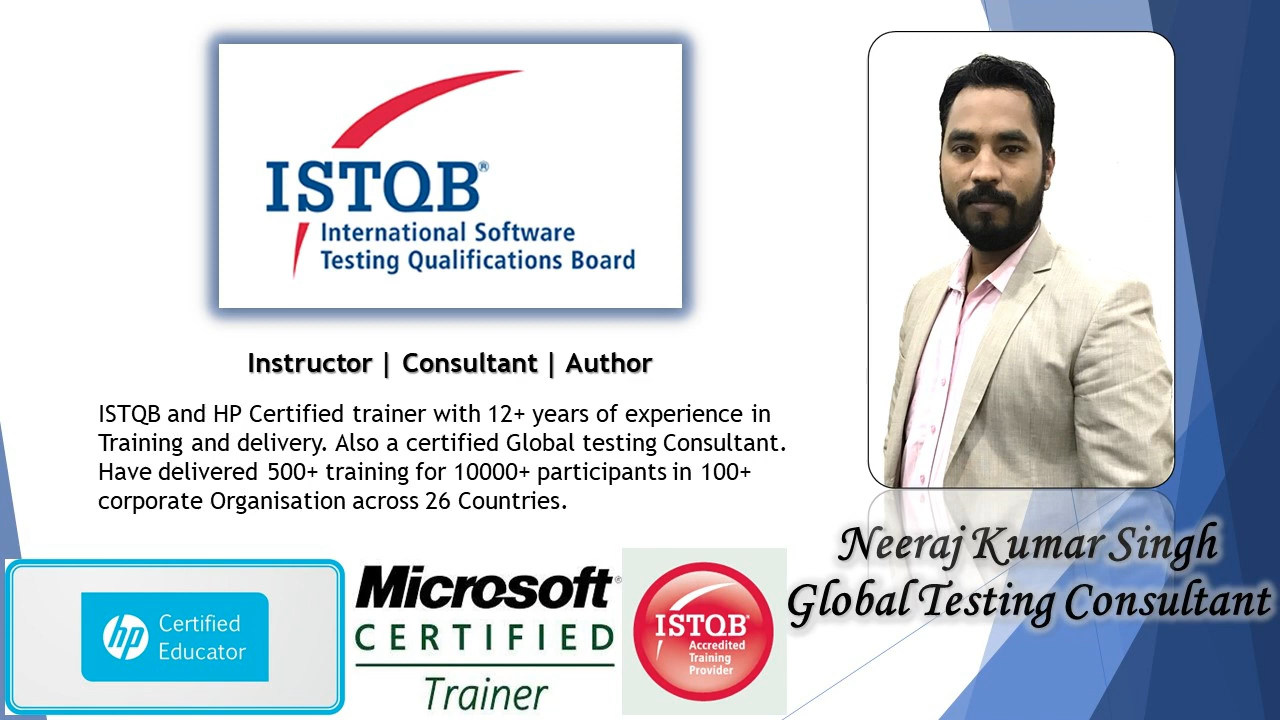 ISTQB®
International Software
Testing Qualifications Board
Instructor | Consultant | Author
ISTQB and HP Certified trainer with 12+ years of experience in
Training and delivery. Also a certified Global testing Consultant.
Have delivered 500+ training for 10000+ participants in 100+
corporate Organisation across 26 Countries.
Neeraj Kumar Singh
Global Testing Consultant
hp Certified
Educator
Microsoft®
CERTIFIED
Trainer
ISTQB®
Accredited
Training
Provider